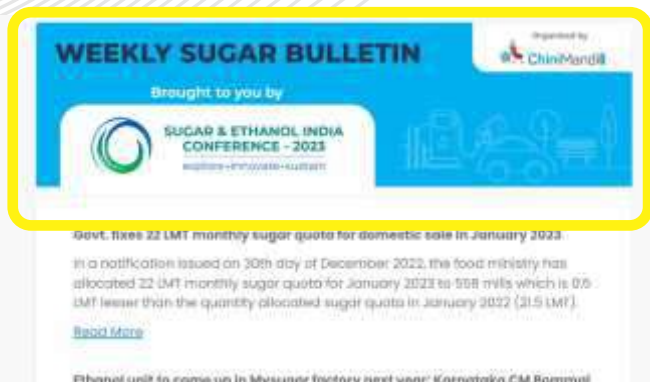 WEEKLY SUGAR BULLETIN
Organised by
ChiniMandi
Brought to you by
SUGAR & ETHANOL INDIA
CONFERENCE - 2023
explore-innovate-sustain
Govt. fixes 22 LMT monthly sugar quota for domestic sale in January 2023
In a notification issued on 30th day of December 2022, the food ministry has
allocated 22 LMT monthly sugar quota for January 2023 to 558 mills which is 0.5
LMT lesser than the quantity allocated sugar quota in January 2022 (21.5 LMT).
Read More
Ethanol unit to come up in Mysugar factory next year: Karnataka CM Bommai